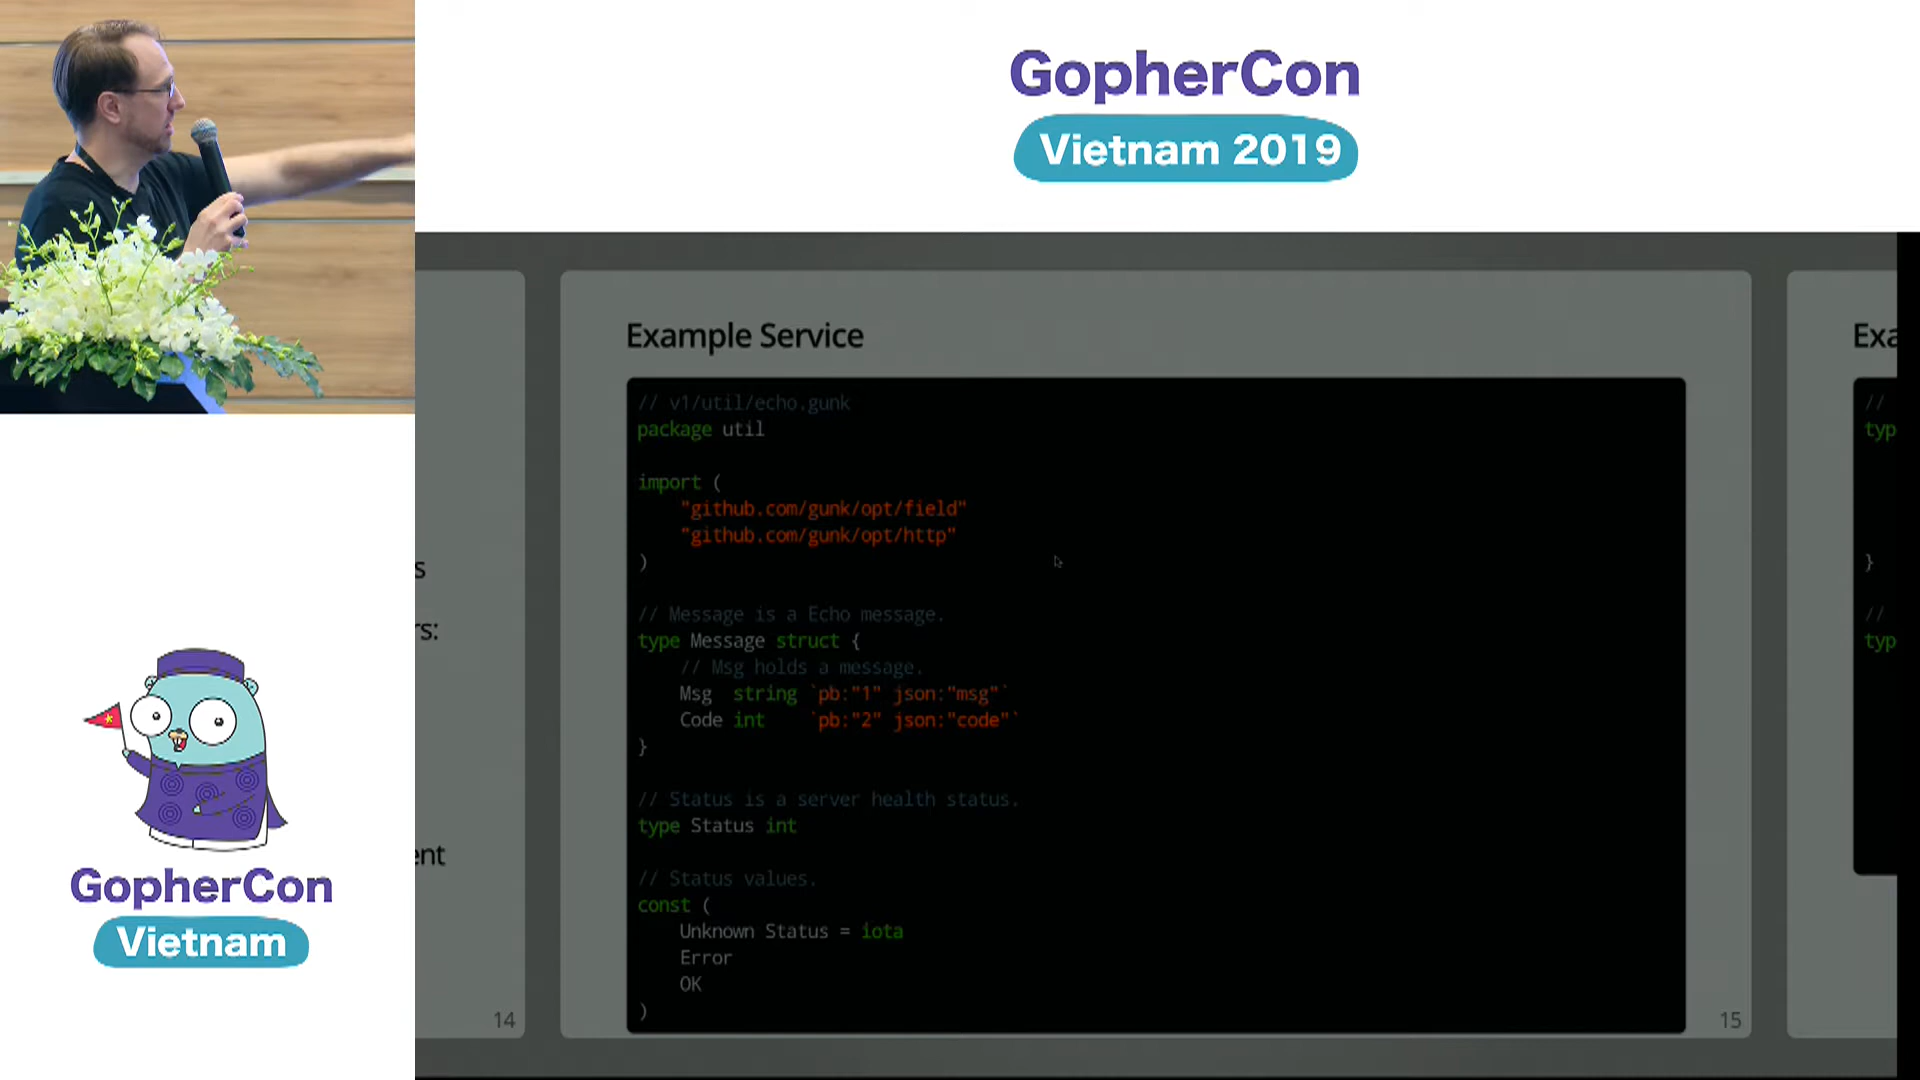 GopherCon
Vietnam 2019
s
rs:
ent
14
Example Service
// v1/util/echo.gunk
package util
import (
"github.com/gunk/opt/field"
"github.com/gunk/opt/http"
)
// Message is a Echo message.
type Message struct {
// Msg holds a message.
Msg string `pb:"1" json:"msg"`
Code int `pb:"2" json:"code"`
}
// Status is a server health status.
type Status int
// Status values.
const (
Unknown Status = iota
Error
OK
)
15
Exa
//
typ
}
//
typ
GopherCon
Vietnam